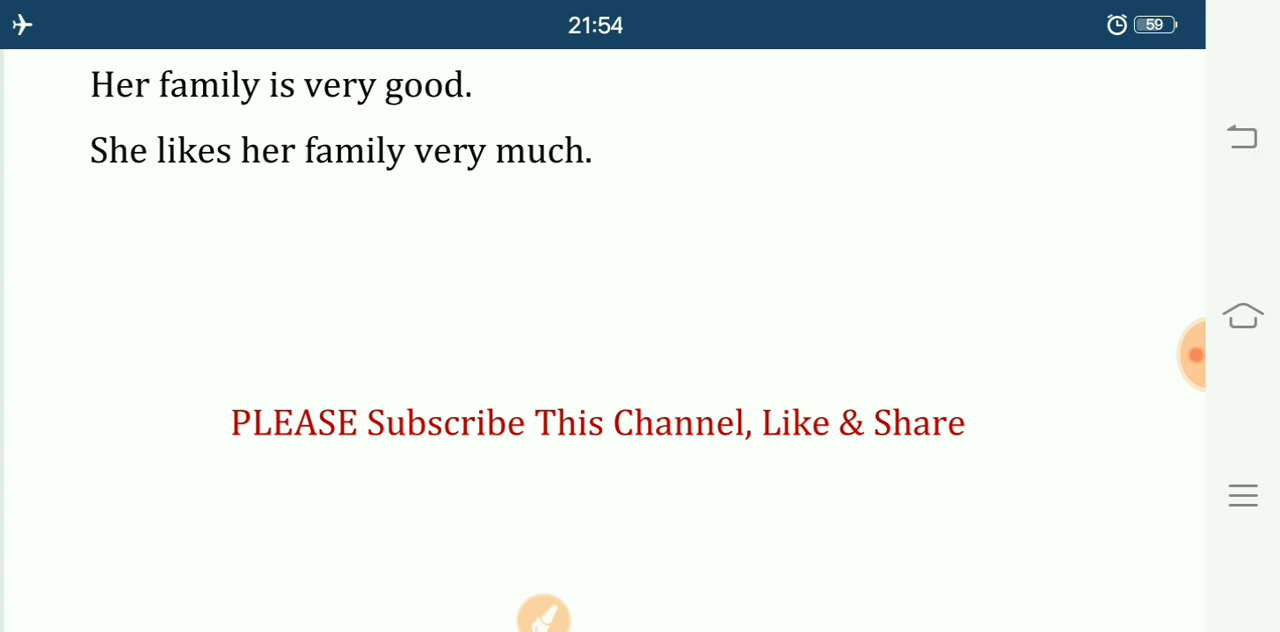 21:54
59
Her family is very good.
She likes her family very much.
PLEASE Subscribe This Channel, Like & Share